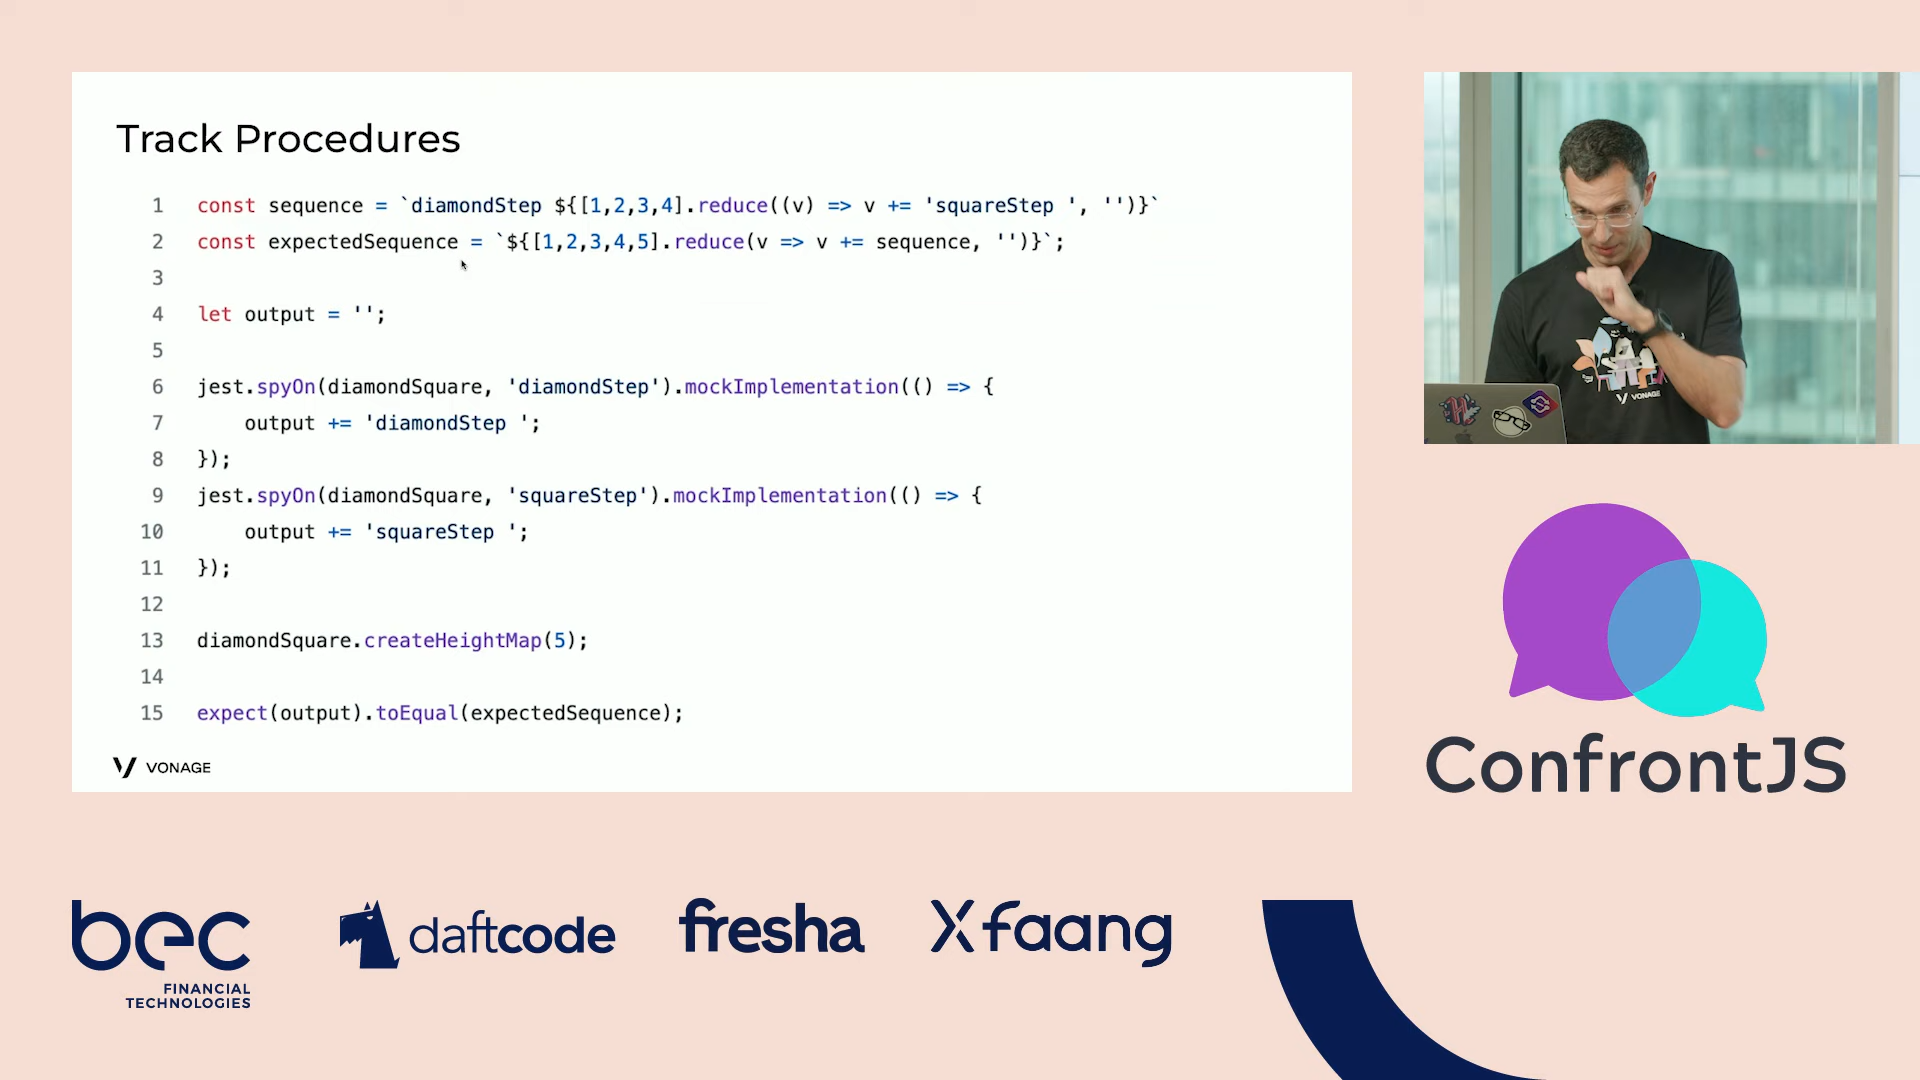 Track Procedures
1 const sequence = `diamondStep ${[1,2,3,4].reduce((v) => v += 'squareStep ', '')}`
2 const expectedSequence = `${[1,2,3,4,5].reduce(v => v += sequence, '')}`;
3
4 let output = '';
5
6 jest.spyOn(diamondSquare, 'diamondStep').mockImplementation(() => {
7     output += 'diamondStep ';
8 });
9 jest.spyOn(diamondSquare, 'squareStep').mockImplementation(() => {
10     output += 'squareStep ';
11 });
12
13 diamondSquare.createHeightMap(5);
14
15 expect(output).toEqual(expectedSequence);
VONAGE
VONAGE
ConfrontJS
bec
FINANCIAL
TECHNOLOGIES
daftcode
fresha
Xfaang